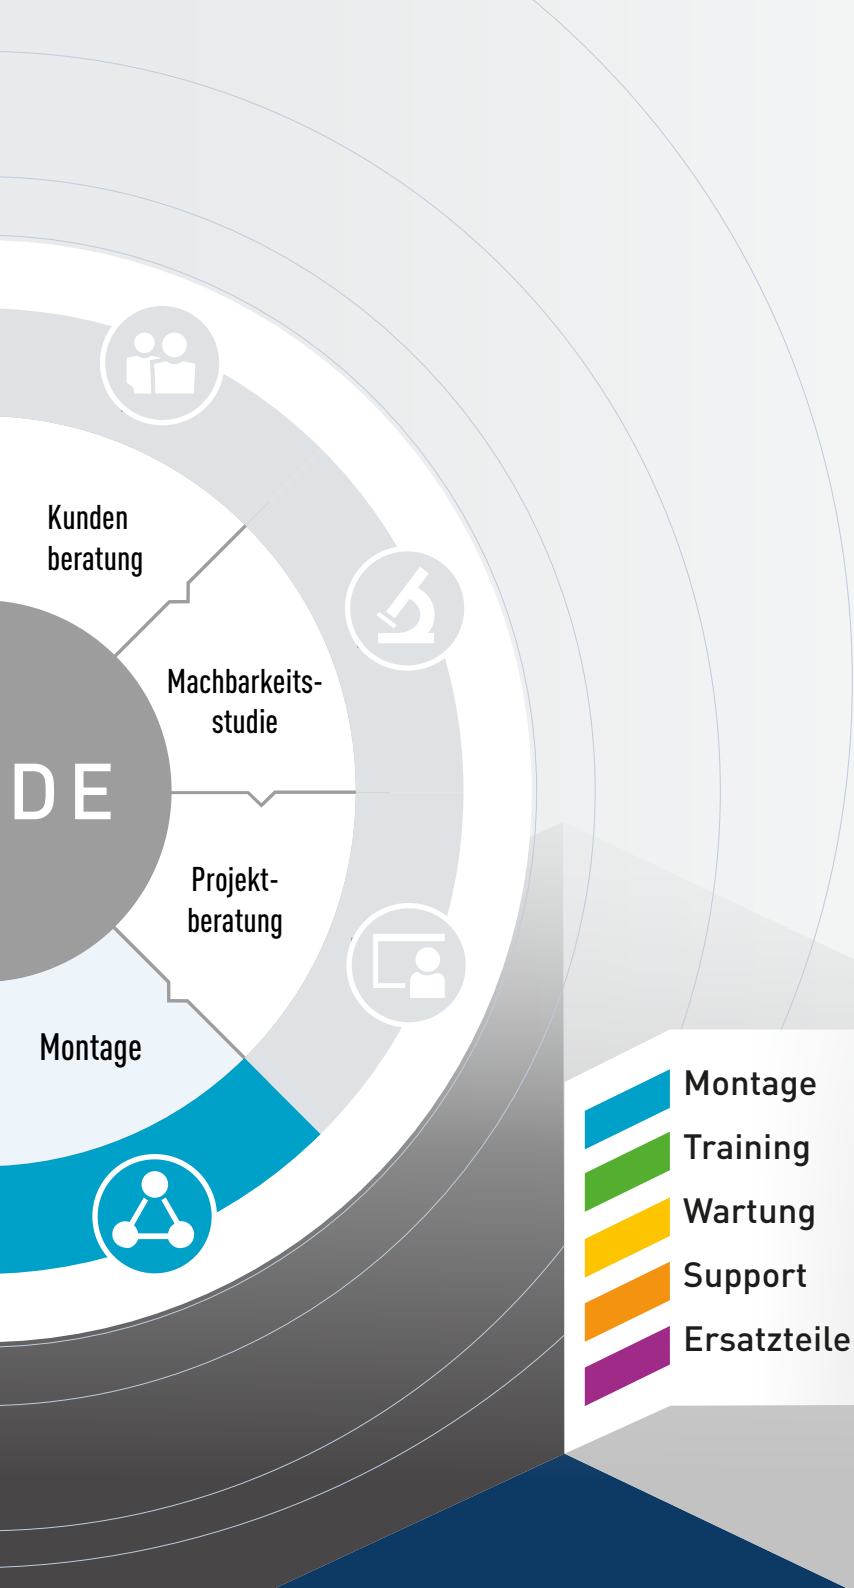 Kunden
beratung
Machbarkeits-
studie
DE
Projekt-
beratung
Montage
Montage
Training
Wartung
Support
Ersatzteile